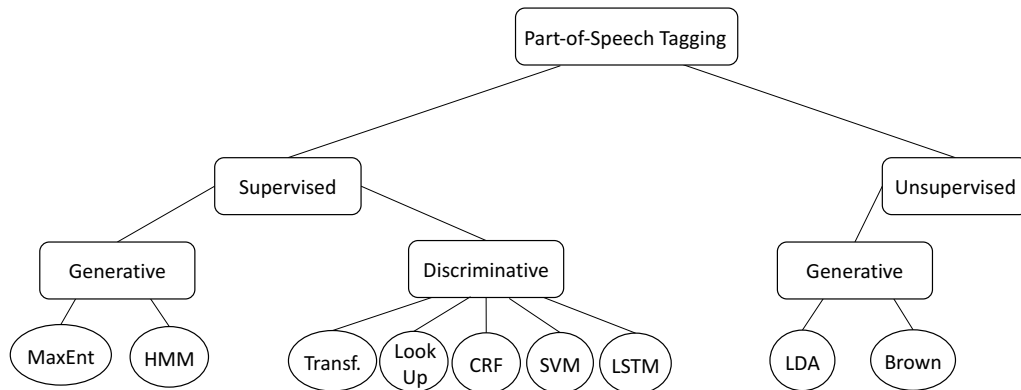 Part-of-Speech Tagging
Supervised
Unsupervised
Generative
Discriminative
Generative
MaxEnt
HMM
Transf.
Look
Up
CRF
SVM
LSTM
LDA
Brown